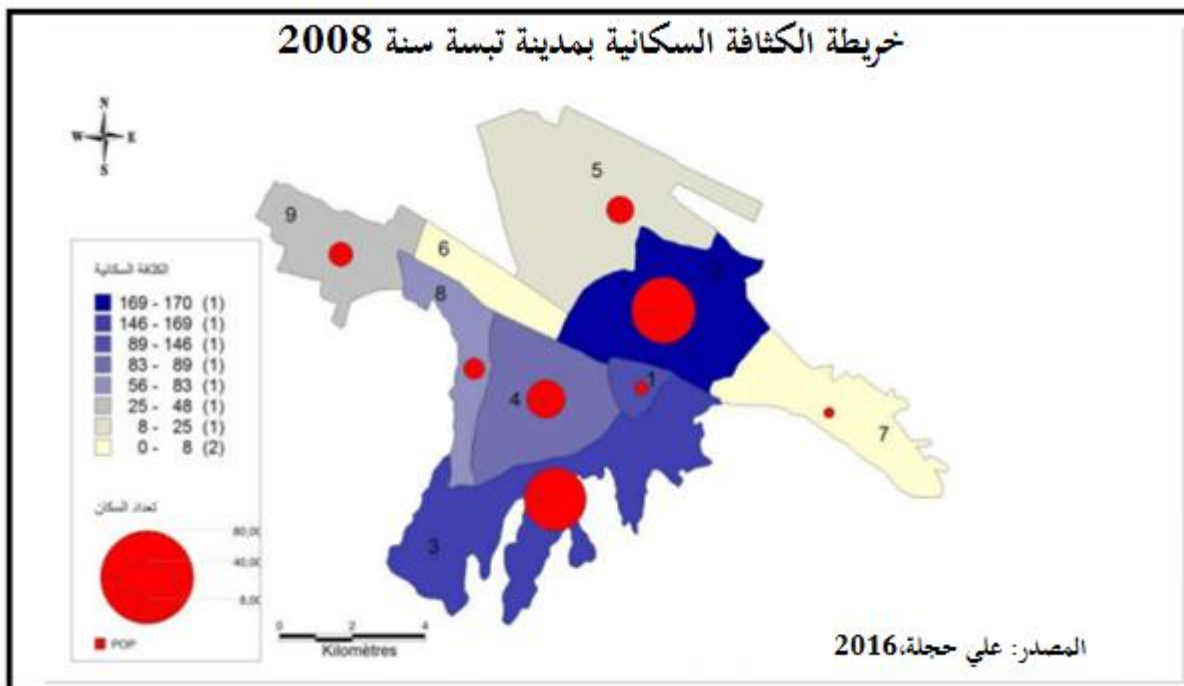 خريطة الكثافة السكانية بمدينة تبسة سنة 2008
N
W E
S
5
9
6
2
8
1
4
7
3
الكثافة السكانية
169 - 170 (1)
146 - 169 (1)
89 - 146 (1)
83 - 89 (1)
56 - 83 (1)
25 - 48 (1)
8 - 25 (1)
0 - 8 (2)
تعداد السكان
80,00
40,00
8,00
POP
0 2 4
Kilomètres
المصدر: علي حجلة،2016